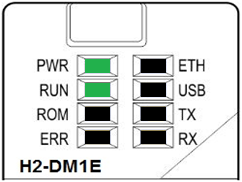 PWR ETH
RUN USB
ROM TX
ERR RX
H2-DM1E